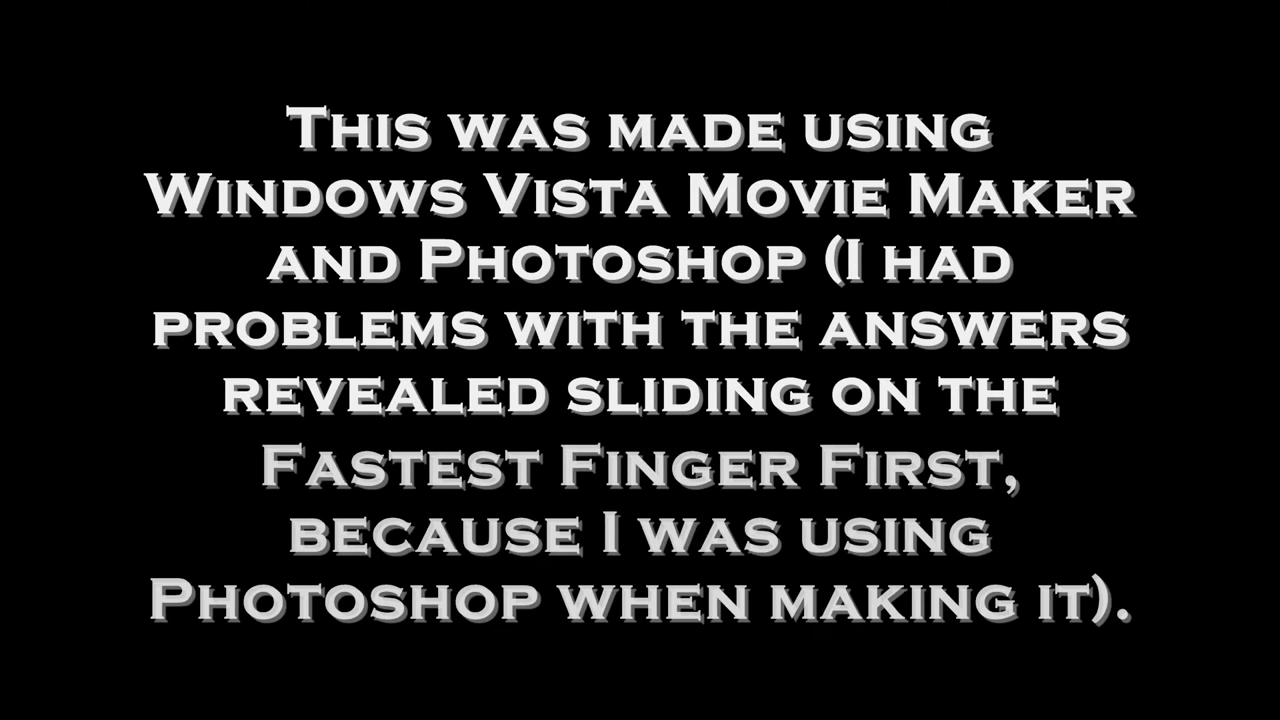 This was made using
Windows Vista Movie Maker
and Photoshop (I had
problems with the answers
revealed sliding on the
Fastest Finger First,
because I was using
Photoshop when making it).